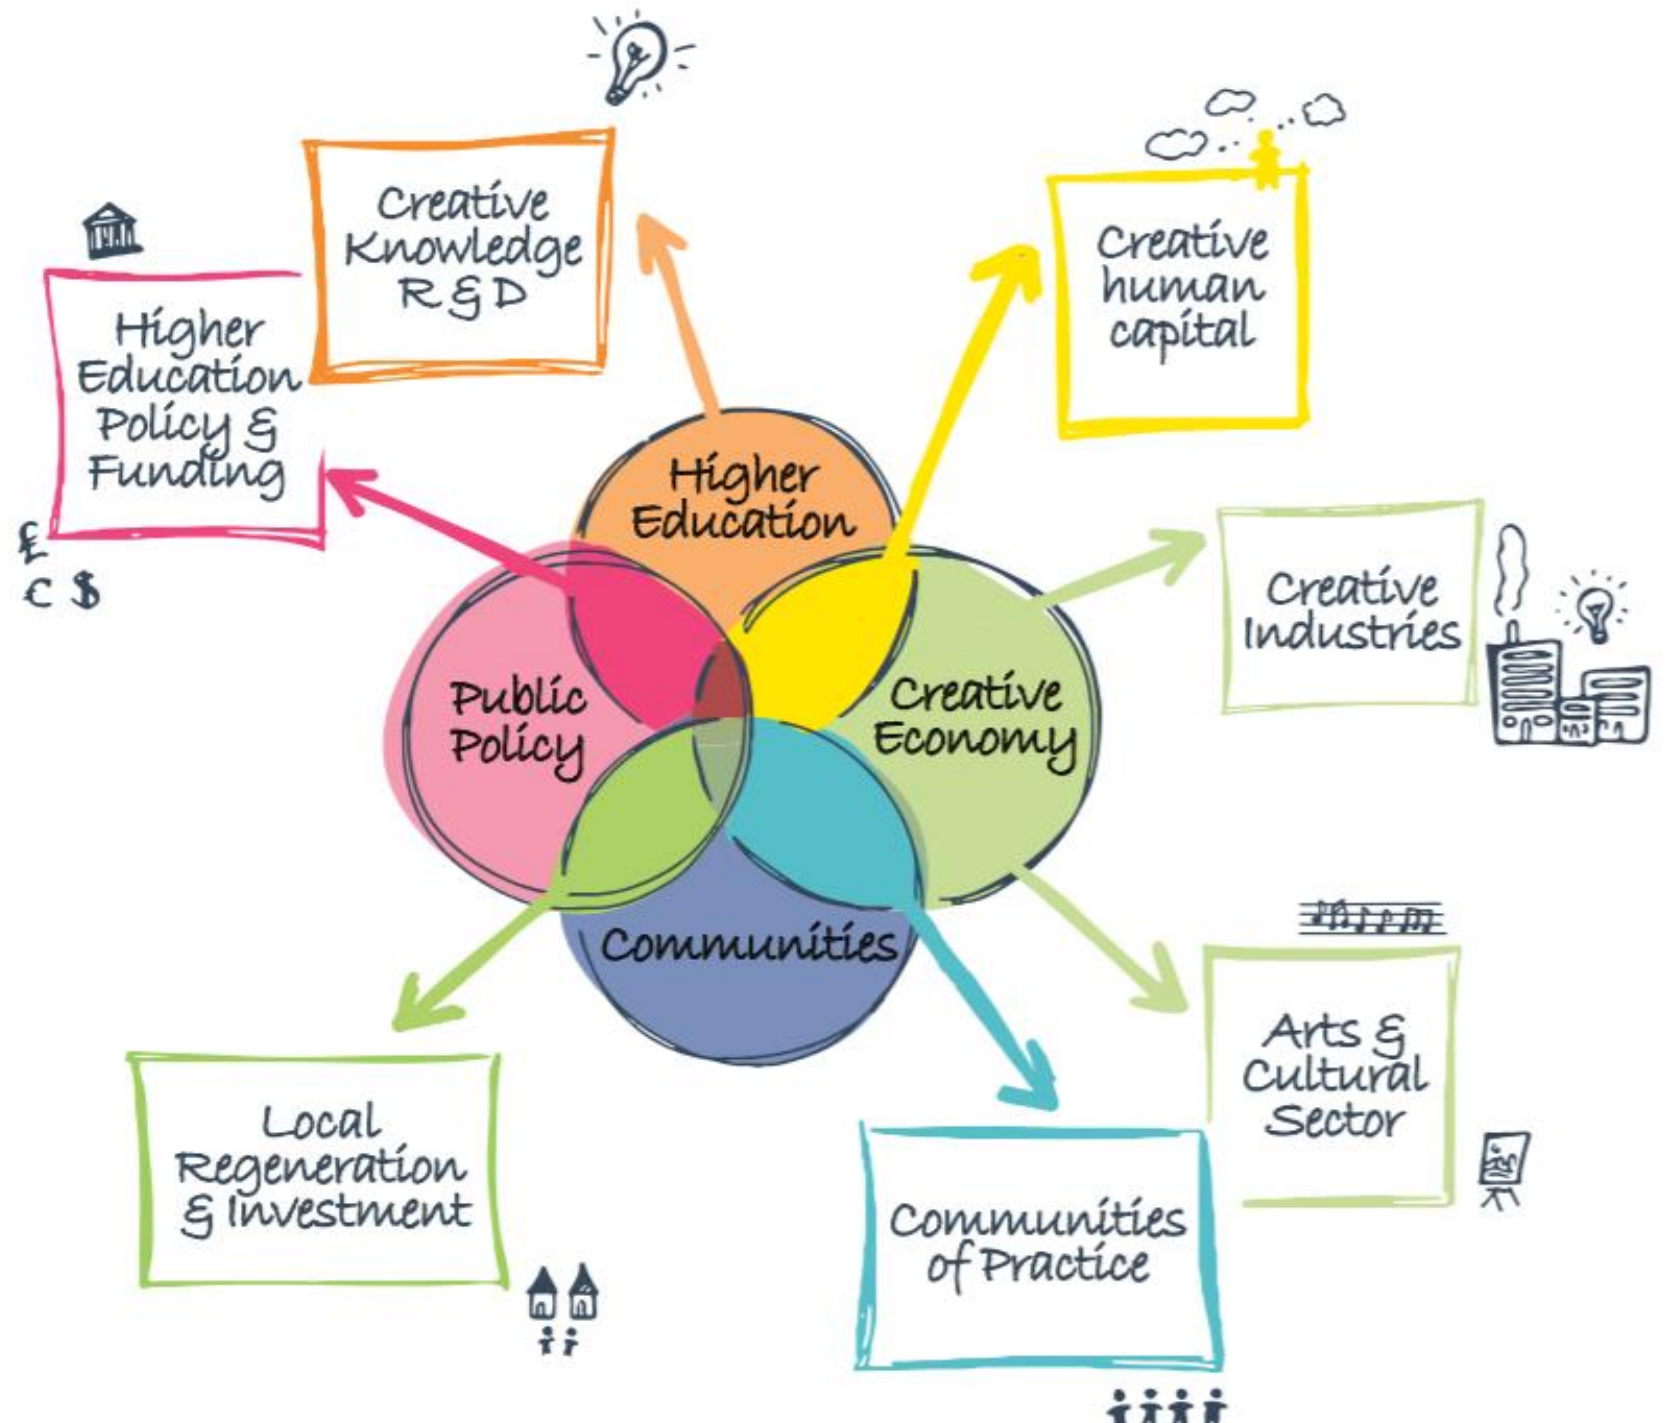 Creative
Knowledge
R & D
Higher
Education
Policy &
Funding
£
€ $
Creative
human
capital
Higher
Education
Creative
Industries
Public
Policy
Creative
Economy
Communities
Arts &
Cultural
Sector
Local
Regeneration
& Investment
Communities
of Practice